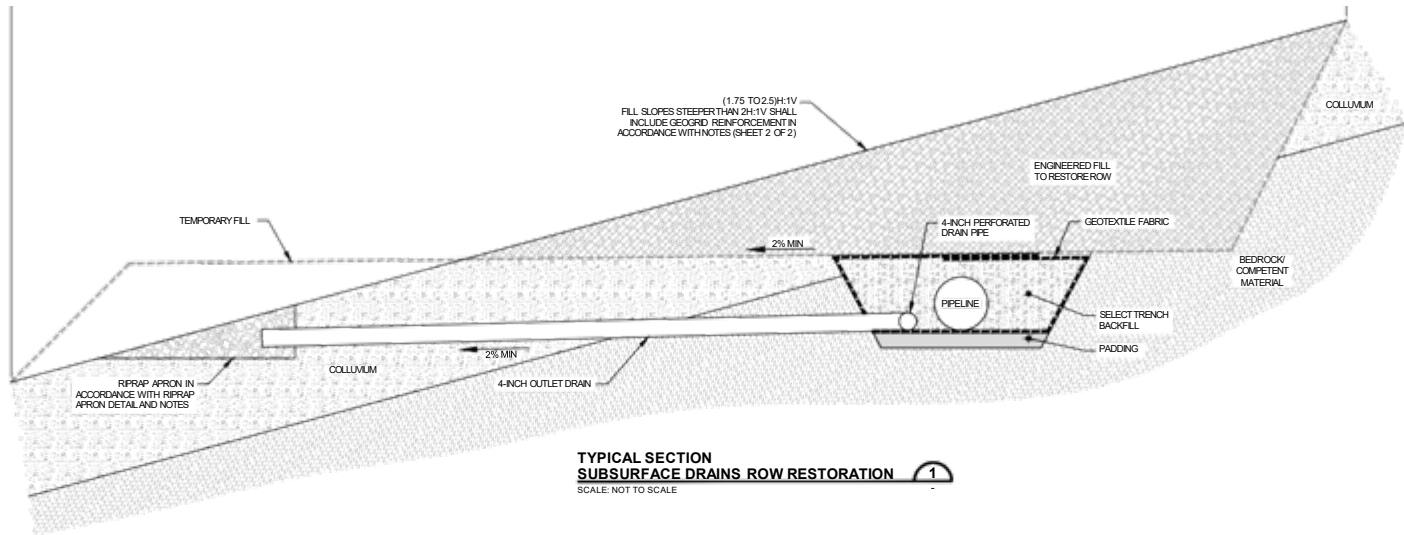 (1.75 TO 2.5)H:1V
FILL SLOPES STEEPER THAN 2H:1V SHALL
INCLUDE GEOGRID REINFORCEMENT IN
ACCORDANCE WITH NOTES (SHEET 2 OF 2)
COLLUVIUM
ENGINEERED FILL
TO RESTORE ROW
TEMPORARY FILL
4-INCH PERFORATED
DRAIN PIPE
GEOTEXTILE FABRIC
2% MIN
BEDROCK/
COMPETENT
MATERIAL
PIPELINE
SELECT TRENCH
BACKFILL
PADDING
2% MIN
COLLUVIUM
4-INCH OUTLET DRAIN
RIPRAP APRON IN
ACCORDANCE WITH RIPRAP
APRON DETAIL AND NOTES
TYPICAL SECTION
SUBSURFACE DRAINS ROW RESTORATION 1
SCALE: NOT TO SCALE -